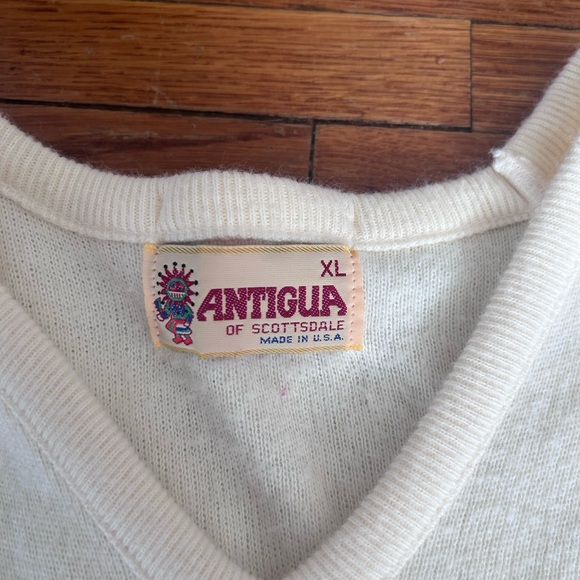 XL
ANTIGUA
OF SCOTTSDALE
MADE IN U.S.A.